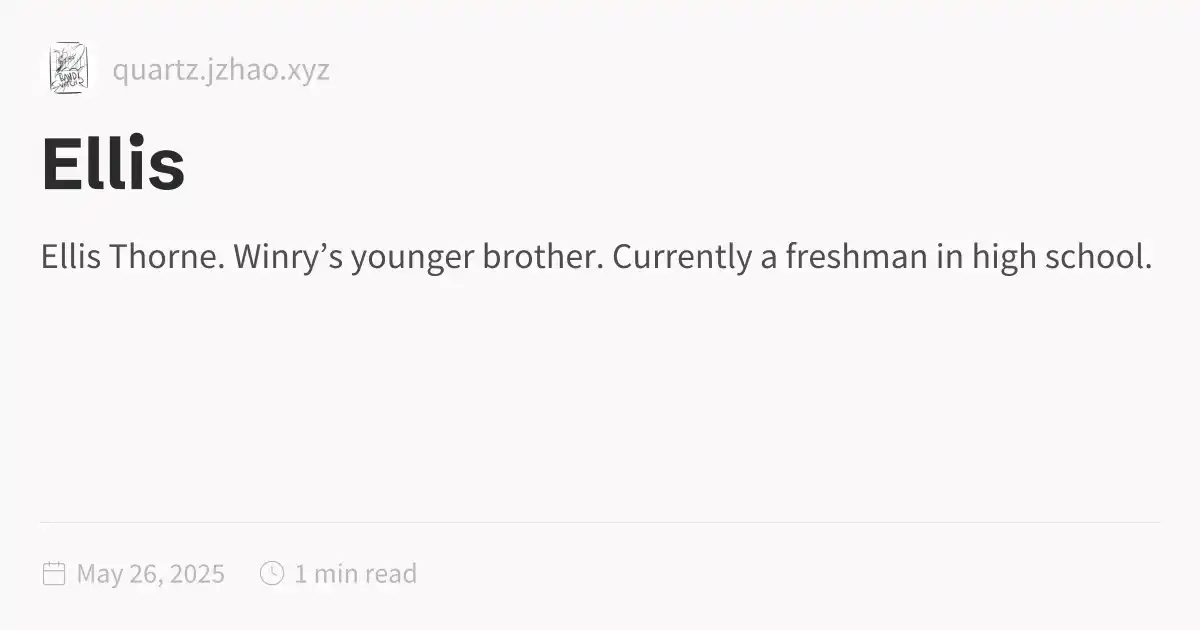 quartz.jzhao.xyz
Ellis
Ellis Thorne. Winry’s younger brother. Currently a freshman in high school.
May 26, 2025 1 min read